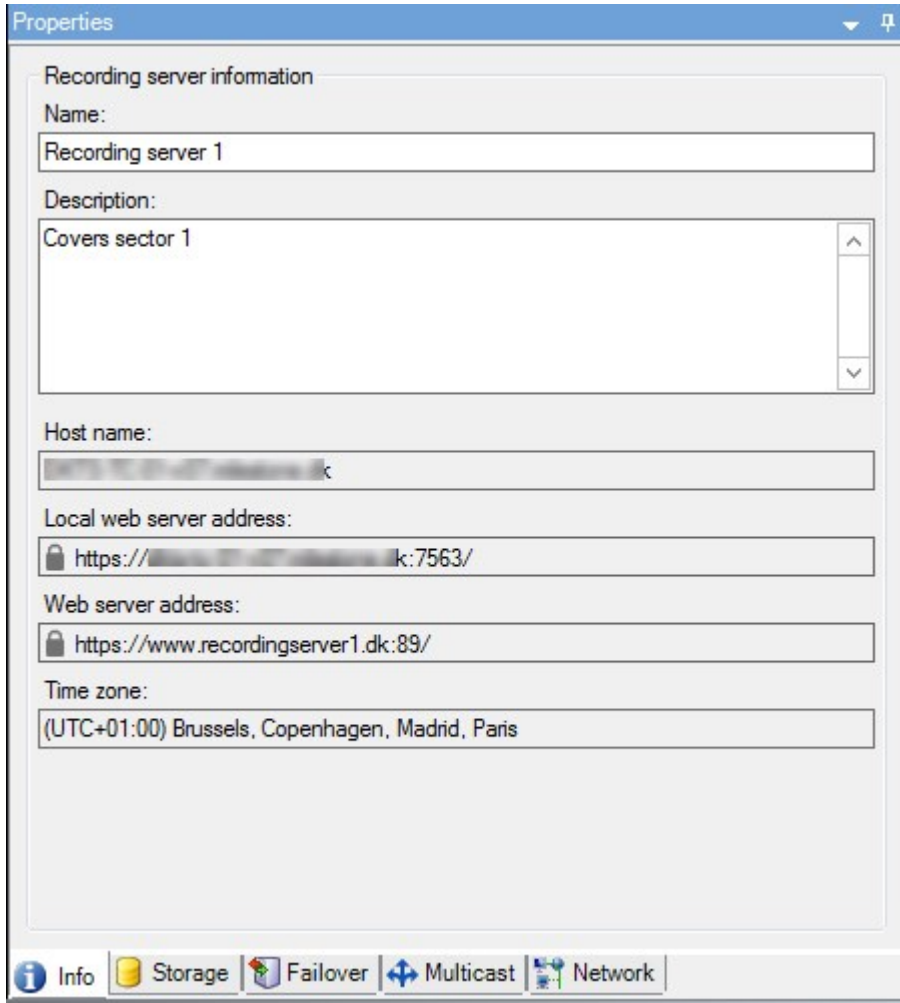 Properties
Recording server information
Name:
Recording server 1
Description:
Covers sector 1
Host name:
k
Local web server address:
https:// k:7563/
Web server address:
https://www.recordingserver1.dk:89/
Time zone:
(UTC+01:00) Brussels, Copenhagen, Madrid, Paris
Info Storage Failover Multicast Network